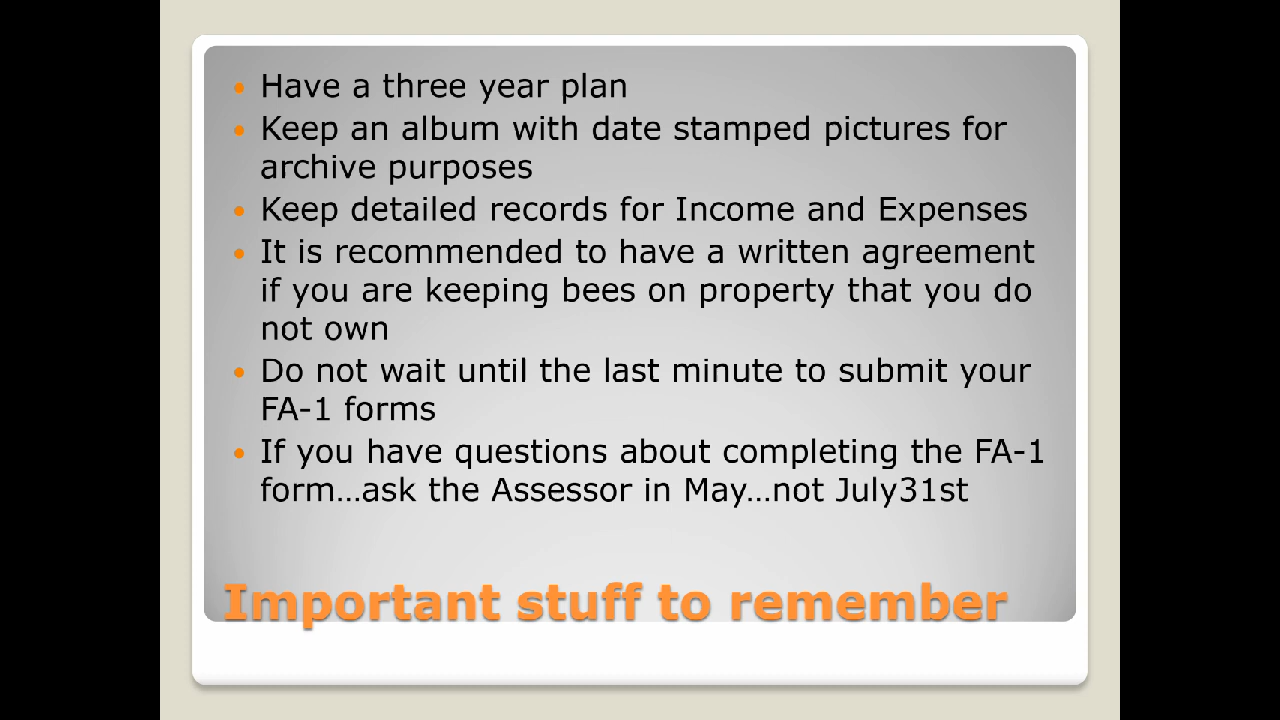 Have a three year plan
Keep an album with date stamped pictures for
archive purposes
Keep detailed records for Income and Expenses
It is recommended to have a written agreement
if you are keeping bees on property that you do
not own
Do not wait until the last minute to submit your
FA-1 forms
If you have questions about completing the FA-1
form…ask the Assessor in May…not July31st
Important stuff to remember